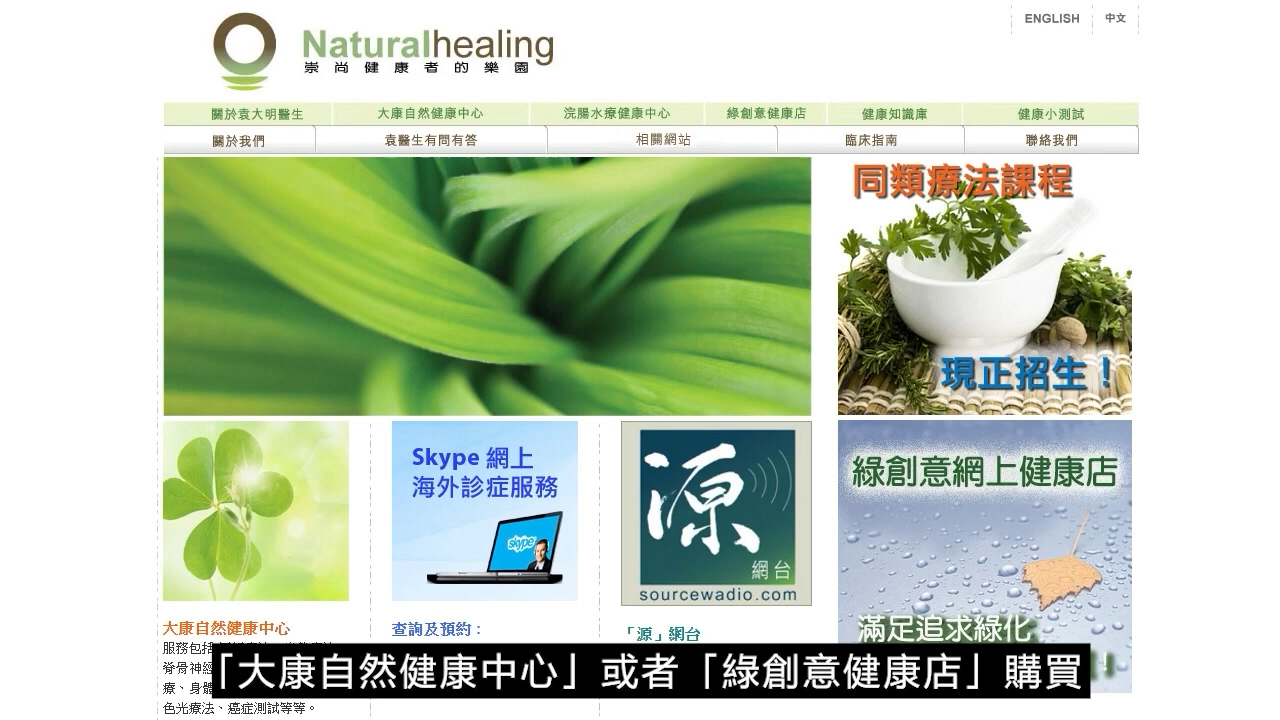 ENGLISH 中文
Naturalhealing
崇尚健康者的樂園
關於袁大明醫生 大康自然健康中心 浣腸水療健康中心 綠創意健康店 健康知識庫 健康小測試
關於我們 袁醫生有問有答 相關網站 臨床指南 聯絡我們
同類療法課程
現正招生！
Skype 網上
海外診症服務
skype
源
網台
sourcewadio.com
綠創意網上健康店
滿足追求綠化
大康自然健康中心
服務包括
脊骨神經
療、身體
色光療法、癌症測試等等。
查詢及預約：
「源」網台
「大康自然健康中心」或者「綠創意健康店」購買